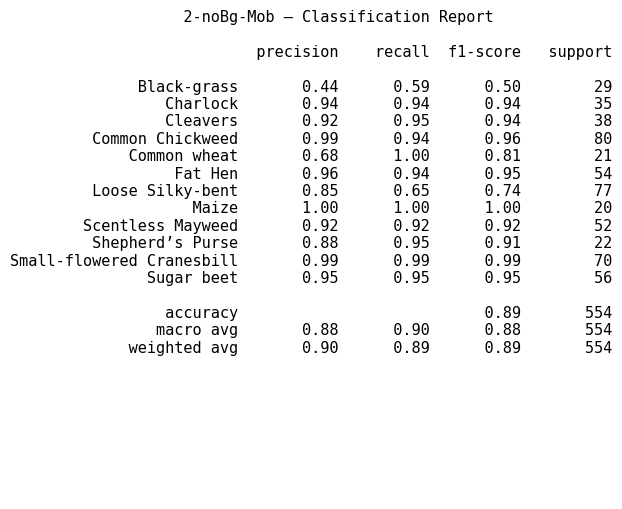 2-noBg-Mob – Classification Report
precision recall f1-score support
Black-grass 0.44 0.59 0.50 29
Charlock 0.94 0.94 0.94 35
Cleavers 0.92 0.95 0.94 38
Common Chickweed 0.99 0.94 0.96 80
Common wheat 0.68 1.00 0.81 21
Fat Hen 0.96 0.94 0.95 54
Loose Silky-bent 0.85 0.65 0.74 77
Maize 1.00 1.00 1.00 20
Scentless Mayweed 0.92 0.92 0.92 52
Shepherd’s Purse 0.88 0.95 0.91 22
Small-flowered Cranesbill 0.99 0.99 0.99 70
Sugar beet 0.95 0.95 0.95 56
accuracy 0.89 554
macro avg 0.88 0.90 0.88 554
weighted avg 0.90 0.89 0.89 554